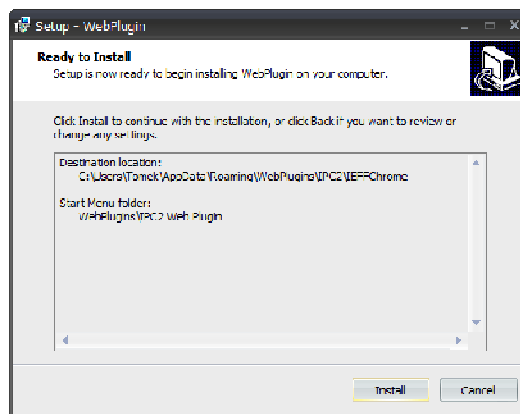 Setup - WebPlugin
Ready to Install
Setup is now ready to begin installing WebPlugin on your computer.
Click Install to continue with the installation, or click Back if you want to review or
change any settings.
Destination location:
C:\Users\Tomek\AppData\Roaming\WebPlugins\IPC2\IEFFChrome
Start Menu folder:
WebPlugins\IPC2 Web Plugin
Install
Cancel